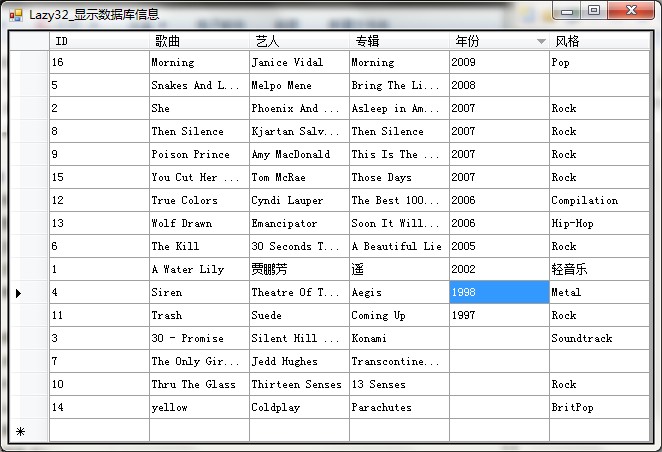 Lazy32_显示数据库信息
ID 歌曲 艺人 专辑 年份 风格
16 Morning Janice Vidal Morning 2009 Pop
5 Snakes And L... Melpo Mene Bring The Li... 2008
2 She Phoenix And ... Asleep in Am... 2007 Rock
8 Then Silence Kjartan Salv... Then Silence 2007 Rock
9 Poison Prince Amy MacDonald This Is The ... 2007 Rock
15 You Cut Her ... Tom McRae Those Days 2007 Rock
12 True Colors Cyndi Lauper The Best 100... 2006 Compilation
13 Wolf Drawn Emancipator Soon It Will... 2006 Hip-Hop
6 The Kill 30 Seconds T... A Beautiful Lie 2005 Rock
1 A Water Lily 贾鹏芳 遥 2002 轻音乐
4 Siren Theatre Of T... Aegis 1998 Metal
11 Trash Suede Coming Up 1997 Rock
3 30 - Promise Silent Hill ... Konami Soundtrack
7 The Only Gir... Jedd Hughes Transcontine...
10 Thru The Glass Thirteen Senses 13 Senses Rock
14 yellow Coldplay Parachutes BritPop